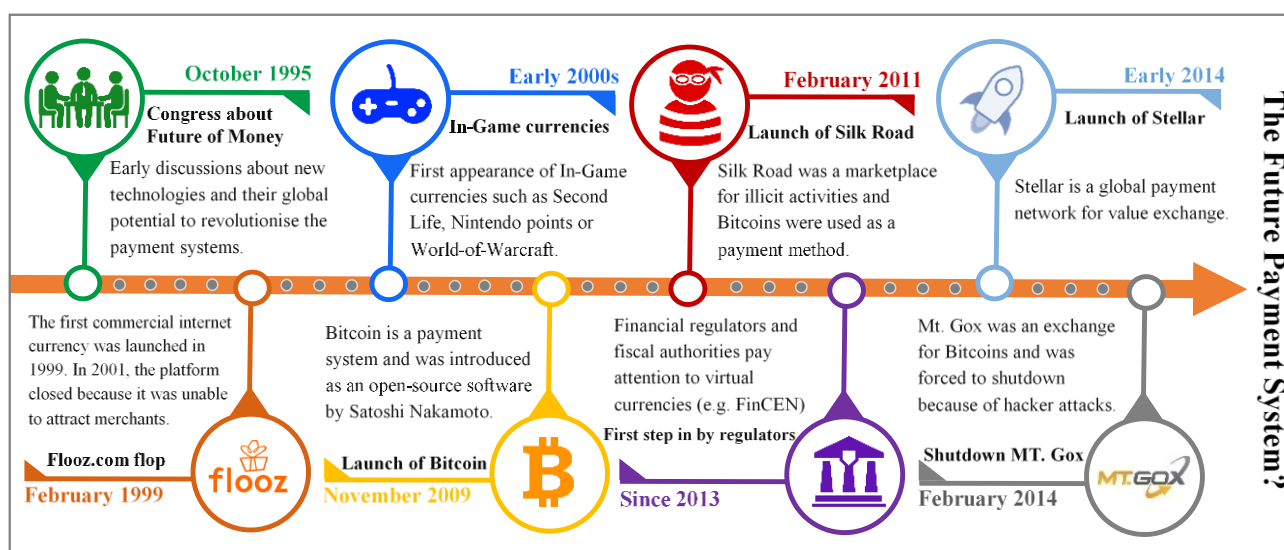 October 1995
Congress about
Future of Money
Early discussions about new
technologies and their global
potential to revolutionise the
payment systems.
Early 2000s
In-Game currencies
First appearance of In-Game
currencies such as Second
Life, Nintendo points or
World-of-Warcraft.
February 2011
Launch of Silk Road
Silk Road was a marketplace
for illicit activities and
Bitcoins were used as a
payment method.
Early 2014
Launch of Stellar
Stellar is a global payment
network for value exchange.
The first commercial internet
currency was launched in
1999. In 2001, the platform
closed because it was unable
to attract merchants.
Flooz.com flop
February 1999
flooz
Bitcoin is a payment
system and was introduced
as an open-source software
by Satoshi Nakamoto.
Launch of Bitcoin
November 2009
Financial regulators and
fiscal authorities pay
attention to virtual
currencies (e.g. FinCEN)
First step in by regulators
Since 2013
Mt. Gox was an exchange
for Bitcoins and was
forced to shutdown
because of hacker attacks.
Shutdown MT. Gox
February 2014
MT.GOX
The Future Payment System?